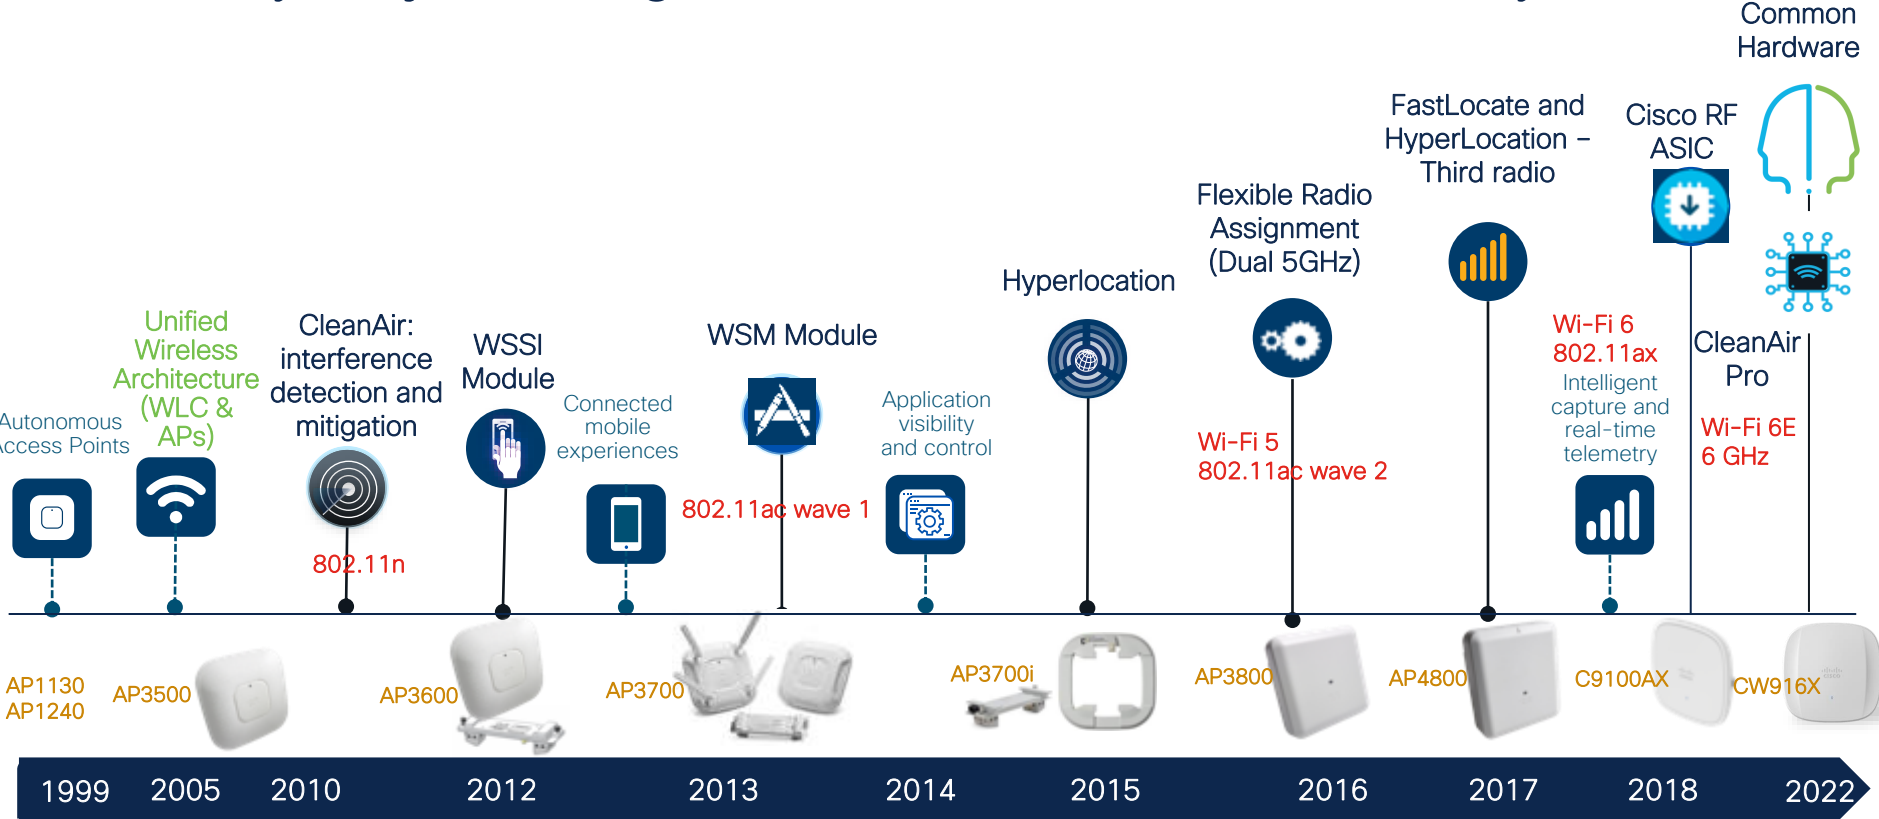 Common
Hardware
FastLocate and
HyperLocation –
Third radio
Cisco RF
ASIC
Flexible Radio
Assignment
(Dual 5GHz)
Hyperlocation
WSM Module
Unified
Wireless
Architecture
(WLC &
APs)
CleanAir:
interference
detection and
mitigation
WSSI
Module
Autonomous
Access Points
Connected
mobile
experiences
Application
visibility
and control
Wi-Fi 6
802.11ax
Intelligent
capture and
real-time
telemetry
CleanAir
Pro
Wi-Fi 6E
6 GHz
Wi-Fi 5
802.11ac wave 2
802.11ac wave 1
802.11n
AP1130
AP1240
AP3500
AP3600
AP3700
AP3700i
AP3800
AP4800
C9100AX
CW916X
1999
2005
2010
2012
2013
2014
2015
2016
2017
2018
2022